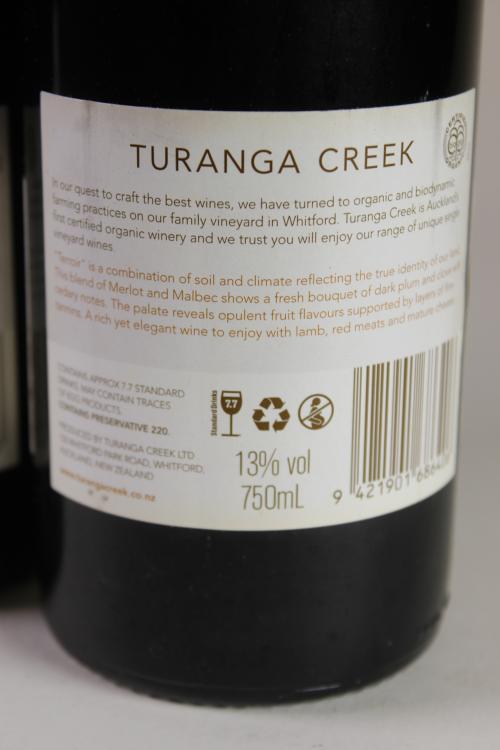 TURANGA CREEK
In our quest to craft the best wines, we have turned to organic and biodynamic
farming practices on our family vineyard in Whitford. Turanga Creek is Auckland's
first certified organic winery and we trust you will enjoy our range of unique single
vineyard wines.
"Terroir" is a combination of soil and climate reflecting the true identity of our land.
This blend of Merlot and Malbec shows a fresh bouquet of dark plum and clove with
cedary notes. The palate reveals opulent fruit flavours supported by layers of fine
tannins. A rich yet elegant wine to enjoy with lamb, red meats and mature cheeses.
CONTAINS APPROX 7.7 STANDARD
DRINKS. MAY CONTAIN TRACES
OF EGG PRODUCTS.
CONTAINS PRESERVATIVE 220.
PRODUCED BY TURANGA CREEK LTD
WHITFORD PARK ROAD, WHITFORD,
AUCKLAND, NEW ZEALAND
www.turangacreek.co.nz
Standard Drinks
7.7
13% vol
750mL
9 421901 686